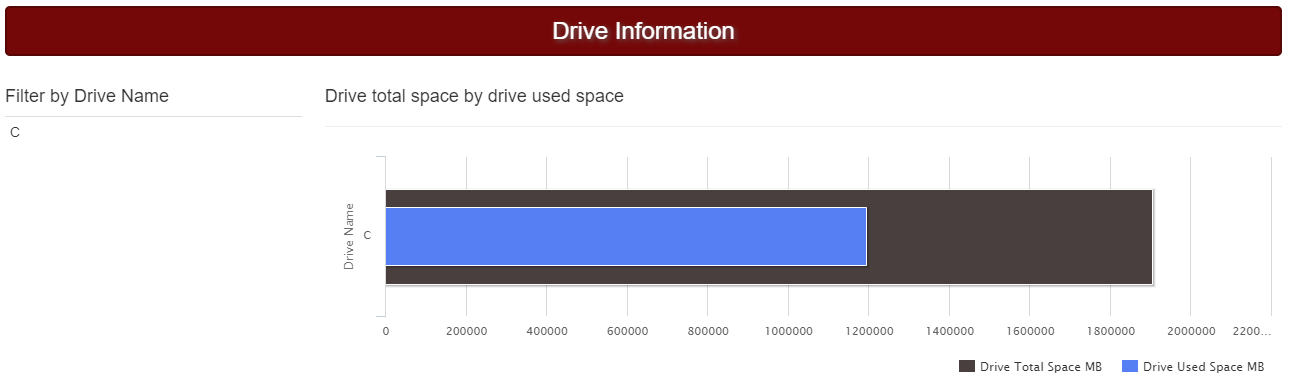 Drive Information
Filter by Drive Name
C
Drive total space by drive used space
Drive Name
C
0 200000 400000 600000 800000 1000000 1200000 1400000 1600000 1800000 2000000 2200...
Drive Total Space MB Drive Used Space MB